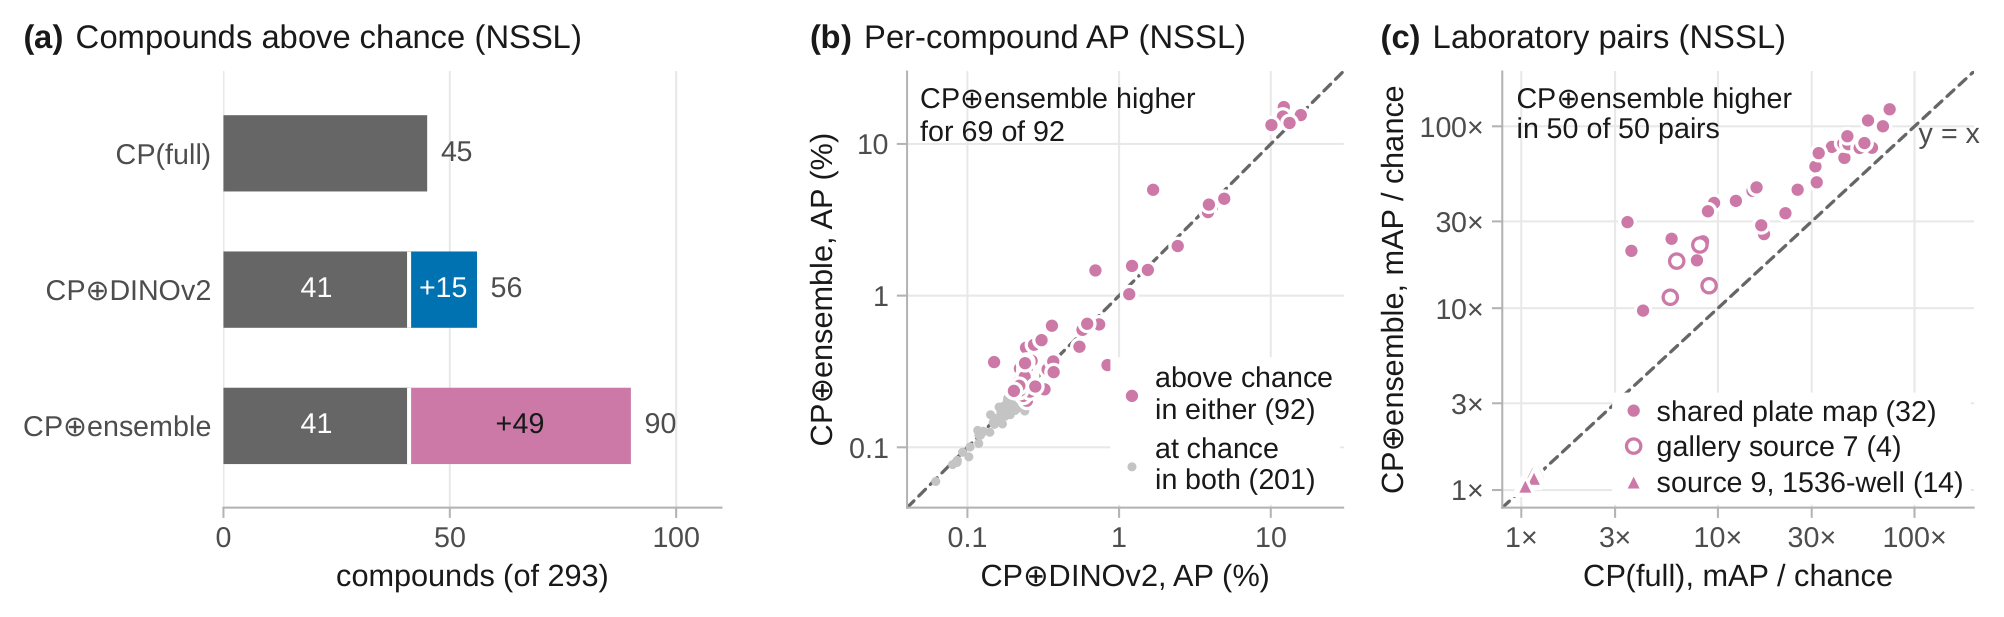 (a) Compounds above chance (NSSL)
CP(full)
45
CP⊕DINOv2
41
+15
56
CP⊕ensemble
41
+49
90
0
50
100
compounds (of 293)
(b) Per-compound AP (NSSL)
CP⊕ensemble, AP (%)
CP⊕ensemble higher
for 69 of 92
10
1
0.1
above chance
in either (92)
at chance
in both (201)
0.1
1
10
CP⊕DINOv2, AP (%)
(c) Laboratory pairs (NSSL)
CP⊕ensemble, mAP / chance
CP⊕ensemble higher
in 50 of 50 pairs
y = x
100×
30×
10×
3×
1×
shared plate map (32)
gallery source 7 (4)
source 9, 1536-well (14)
1×
3×
10×
30×
100×
CP(full), mAP / chance